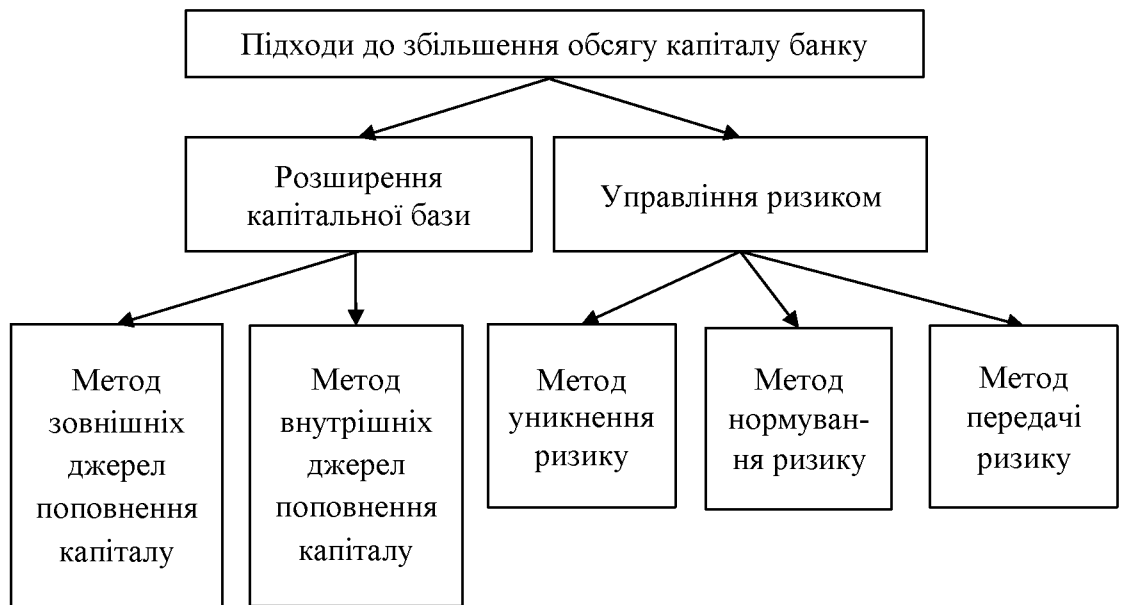 Підходи до збільшення обсягу капіталу банку
Розширення
капітальної бази
Управління ризиком
Метод
зовнішніх
джерел
поповнення
капіталу
Метод
внутрішніх
джерел
поповнення
капіталу
Метод
уникнення
ризику
Метод
нормуван-
ня ризику
Метод
передачі
ризику